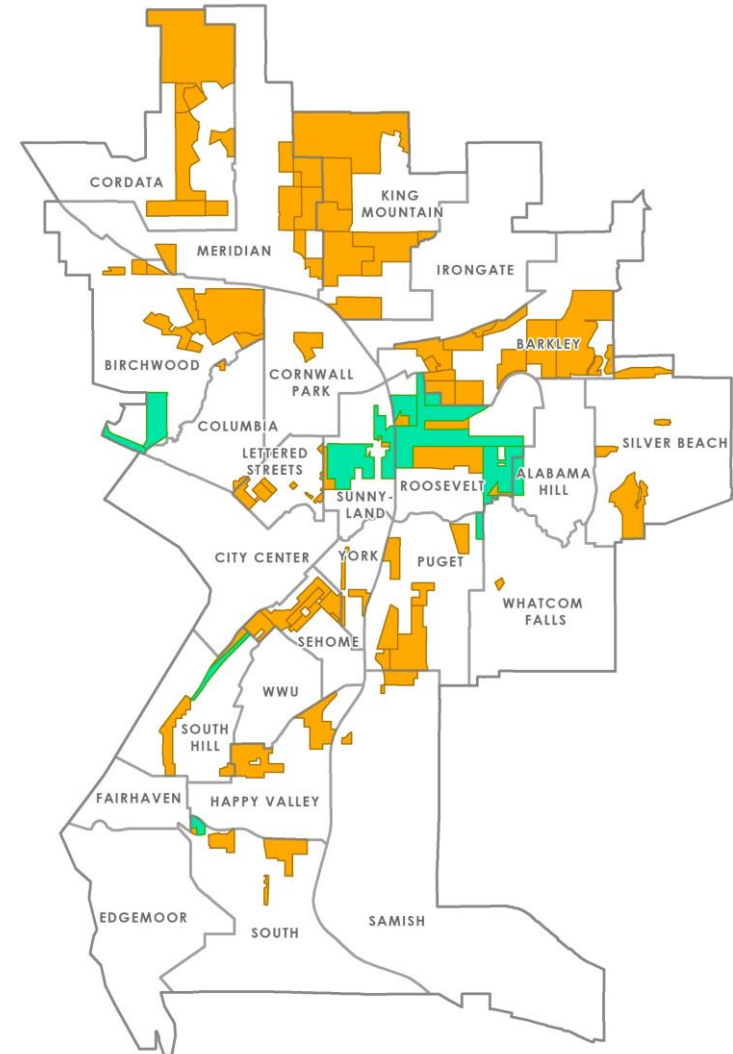 CORDATA
KING
MOUNTAIN
MERIDIAN
IRONGATE
BARKLEY
BIRCHWOOD
CORNWALL
PARK
COLUMBIA
SILVER BEACH
LETTERED
STREETS
ALABAMA
HILL
ROOSEVELT
SUNNY-
LAND
CITY CENTER
YORK
PUGET
WHATCOM
FALLS
SEHOME
WWU
SOUTH
HILL
FAIRHAVEN
HAPPY VALLEY
EDGEMOOR
SAMISH
SOUTH